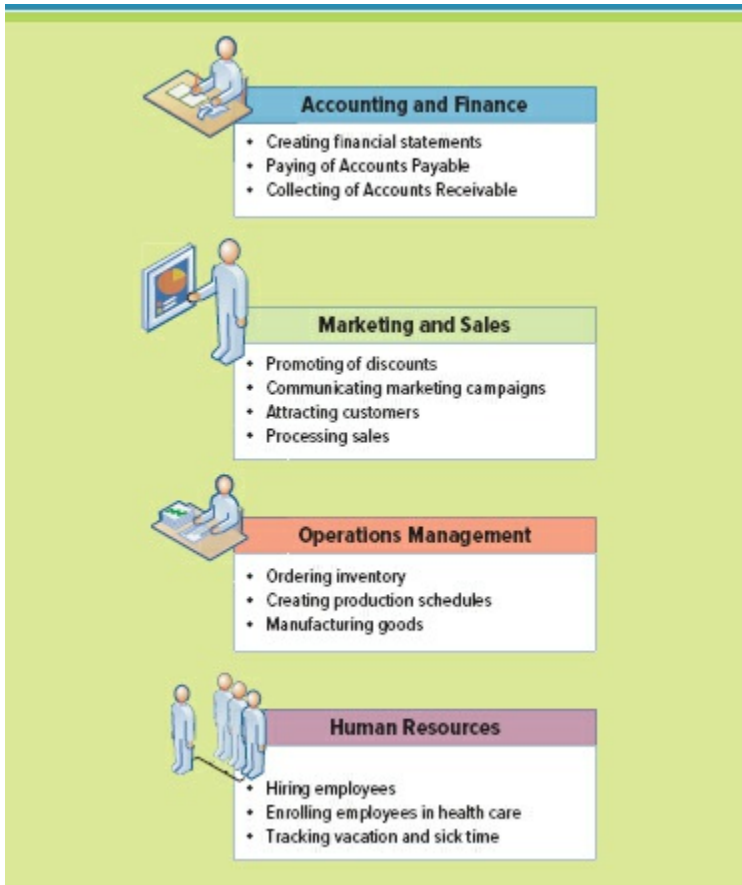 Accounting and Finance
• Creating financial statements
• Paying of Accounts Payable
• Collecting of Accounts Receivable
Marketing and Sales
• Promoting of discounts
• Communicating marketing campaigns
• Attracting customers
• Processing sales
Operations Management
• Ordering inventory
• Creating production schedules
• Manufacturing goods
Human Resources
• Hiring employees
• Enrolling employees in health care
• Tracking vacation and sick time